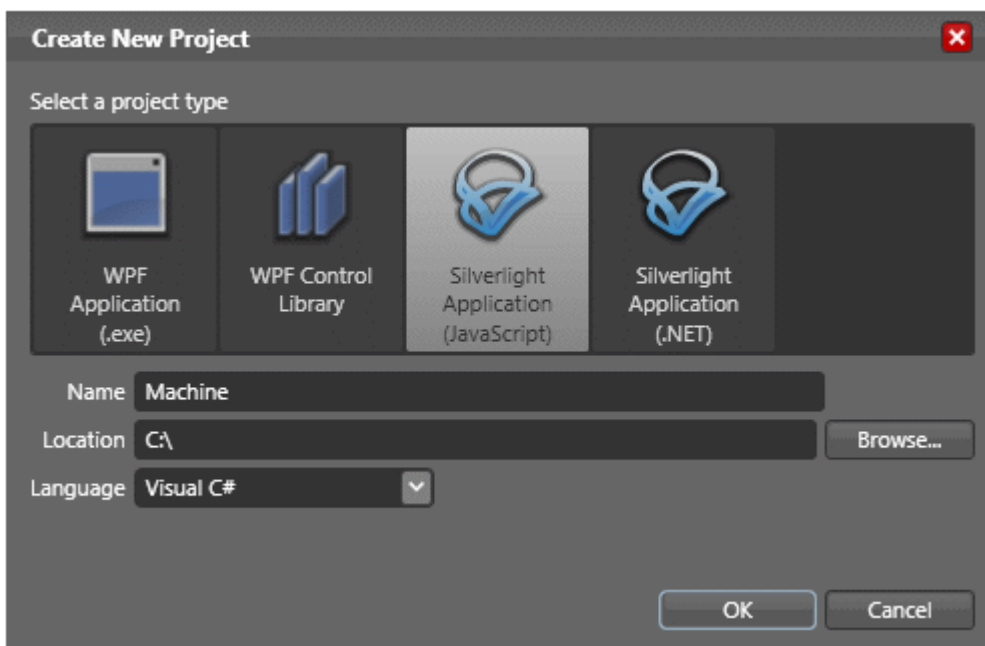 Create New Project
Select a project type
WPF
Application
(.exe)
WPF Control
Library
Silverlight
Application
(JavaScript)
Silverlight
Application
(.NET)
Name Machine
Location C:\ Browse...
Language Visual C#
OK Cancel